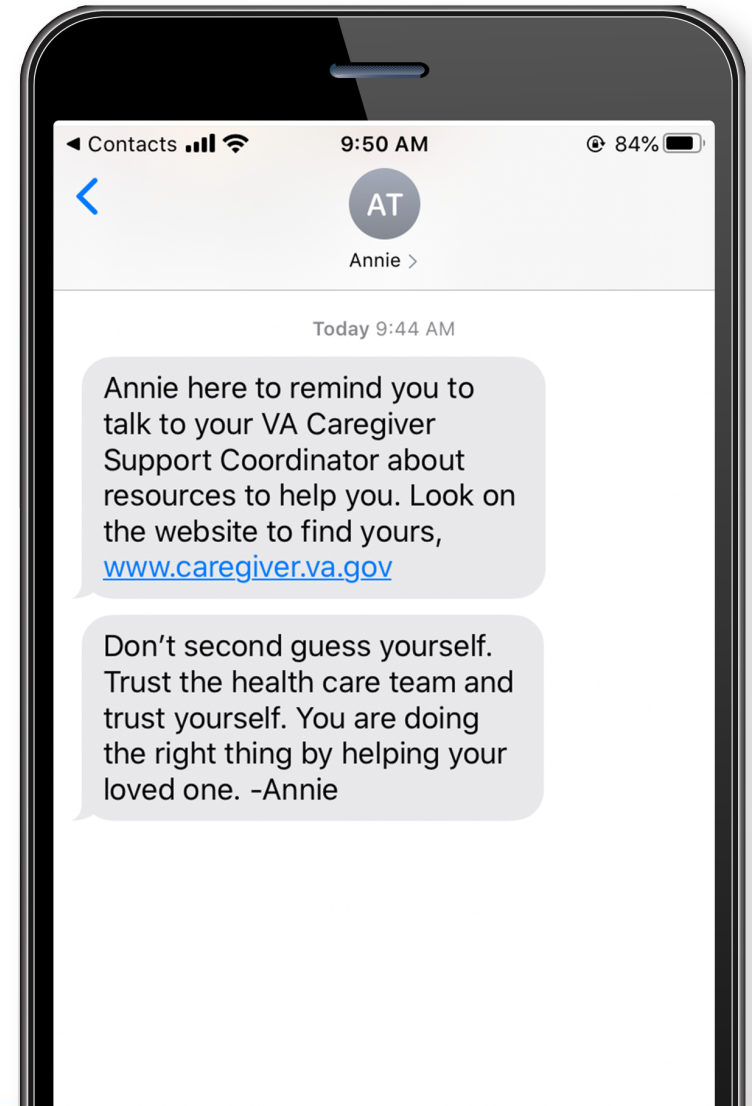 Contacts 9:50 AM 84%
AT
Annie
Today 9:44 AM
Annie here to remind you to
talk to your VA Caregiver
Support Coordinator about
resources to help you. Look on
the website to find yours,
www.caregiver.va.gov
Don’t second guess yourself.
Trust the health care team and
trust yourself. You are doing
the right thing by helping your
loved one. -Annie